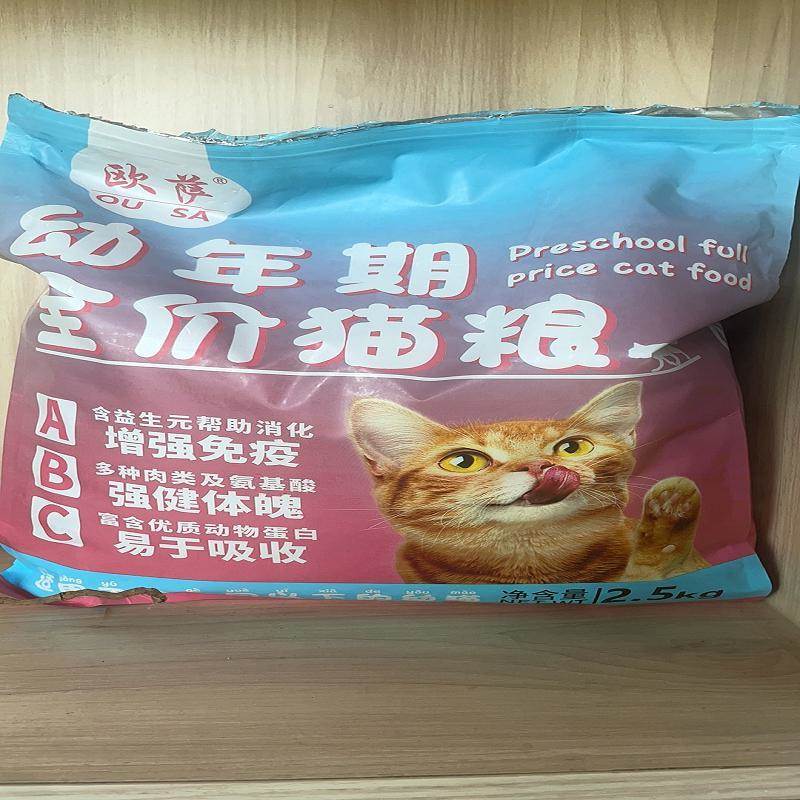 欧萨®
OU SA
幼年期
全价猫粮
Preschool full
price cat food
A
含益生元帮助消化
增强免疫
B
多种肉类及氨基酸
强健体魄
C
富含优质动物蛋白
易于吸收
净含量
NET WT
2.5kg